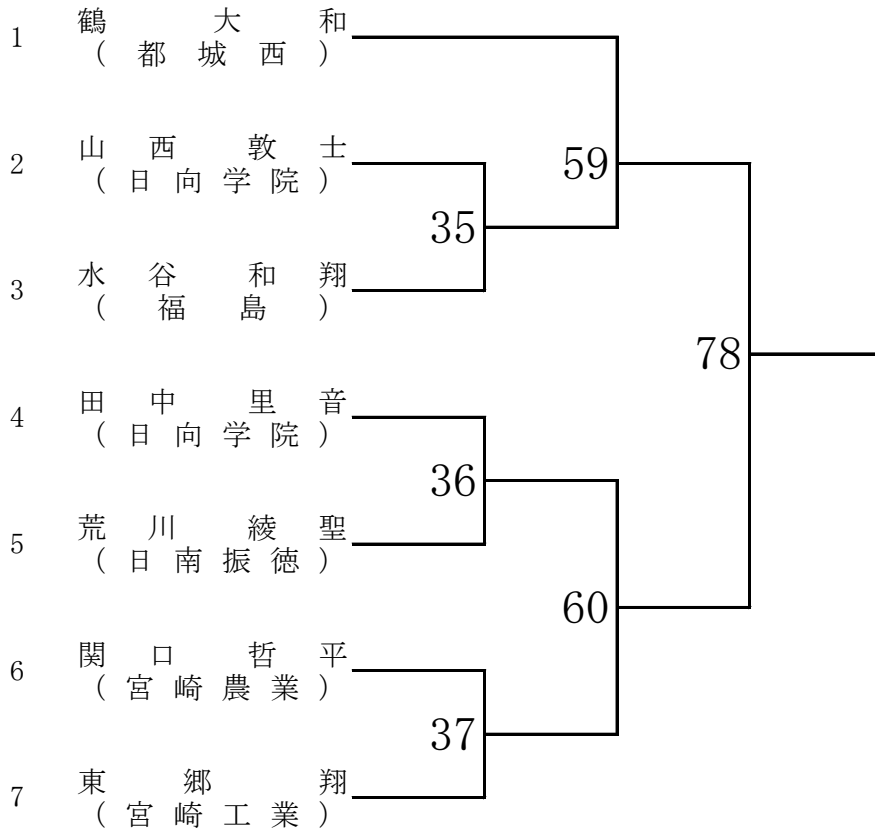 1 鶴 大 和
( 都 城 西 )
2 山 西 敦 士
( 日 向 学 院 )
3 水 谷 和 翔
( 福 島 )
4 田 中 里 音
( 日 向 学 院 )
5 荒 川 綾 聖
( 日 南 振 徳 )
6 関 口 哲 平
( 宮 崎 農 業 )
7 東 郷 翔
( 宮 崎 工 業 )
35
36
37
59
60
78